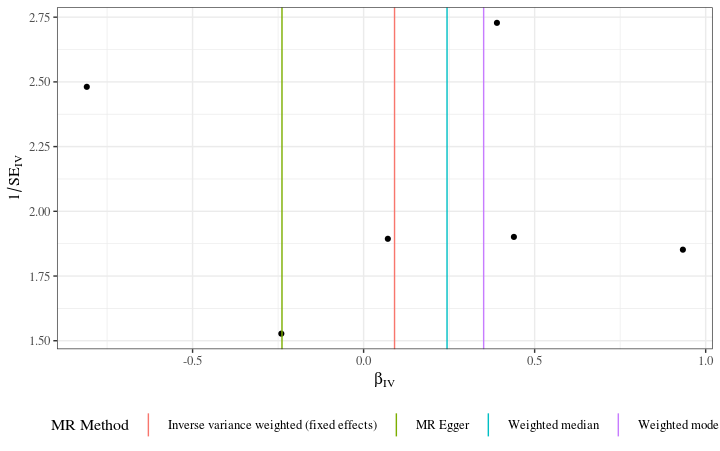 2.75
2.50
2.25
2.00
1.75
1.50
1/SE_IV
-0.5 0.0 0.5 1.0
β_IV
MR Method Inverse variance weighted (fixed effects) MR Egger Weighted median Weighted mode